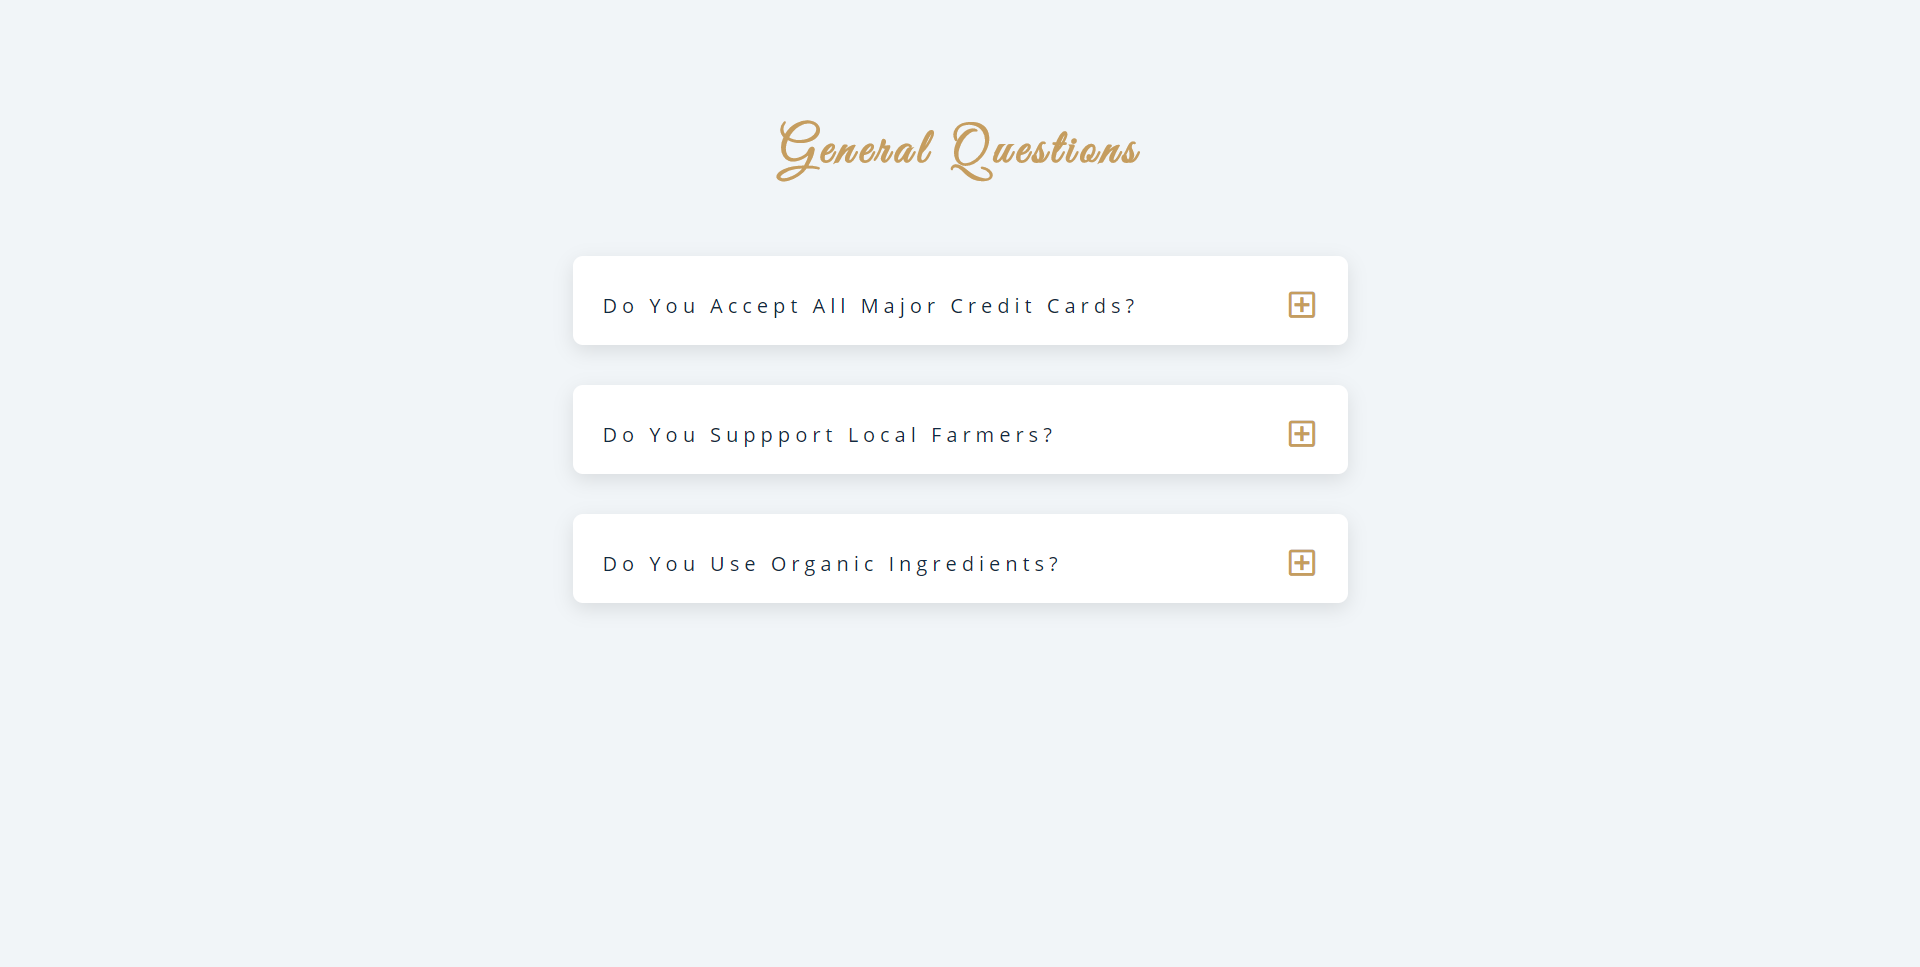 General Questions
Do You Accept All Major Credit Cards?
Do You Suppport Local Farmers?
Do You Use Organic Ingredients?